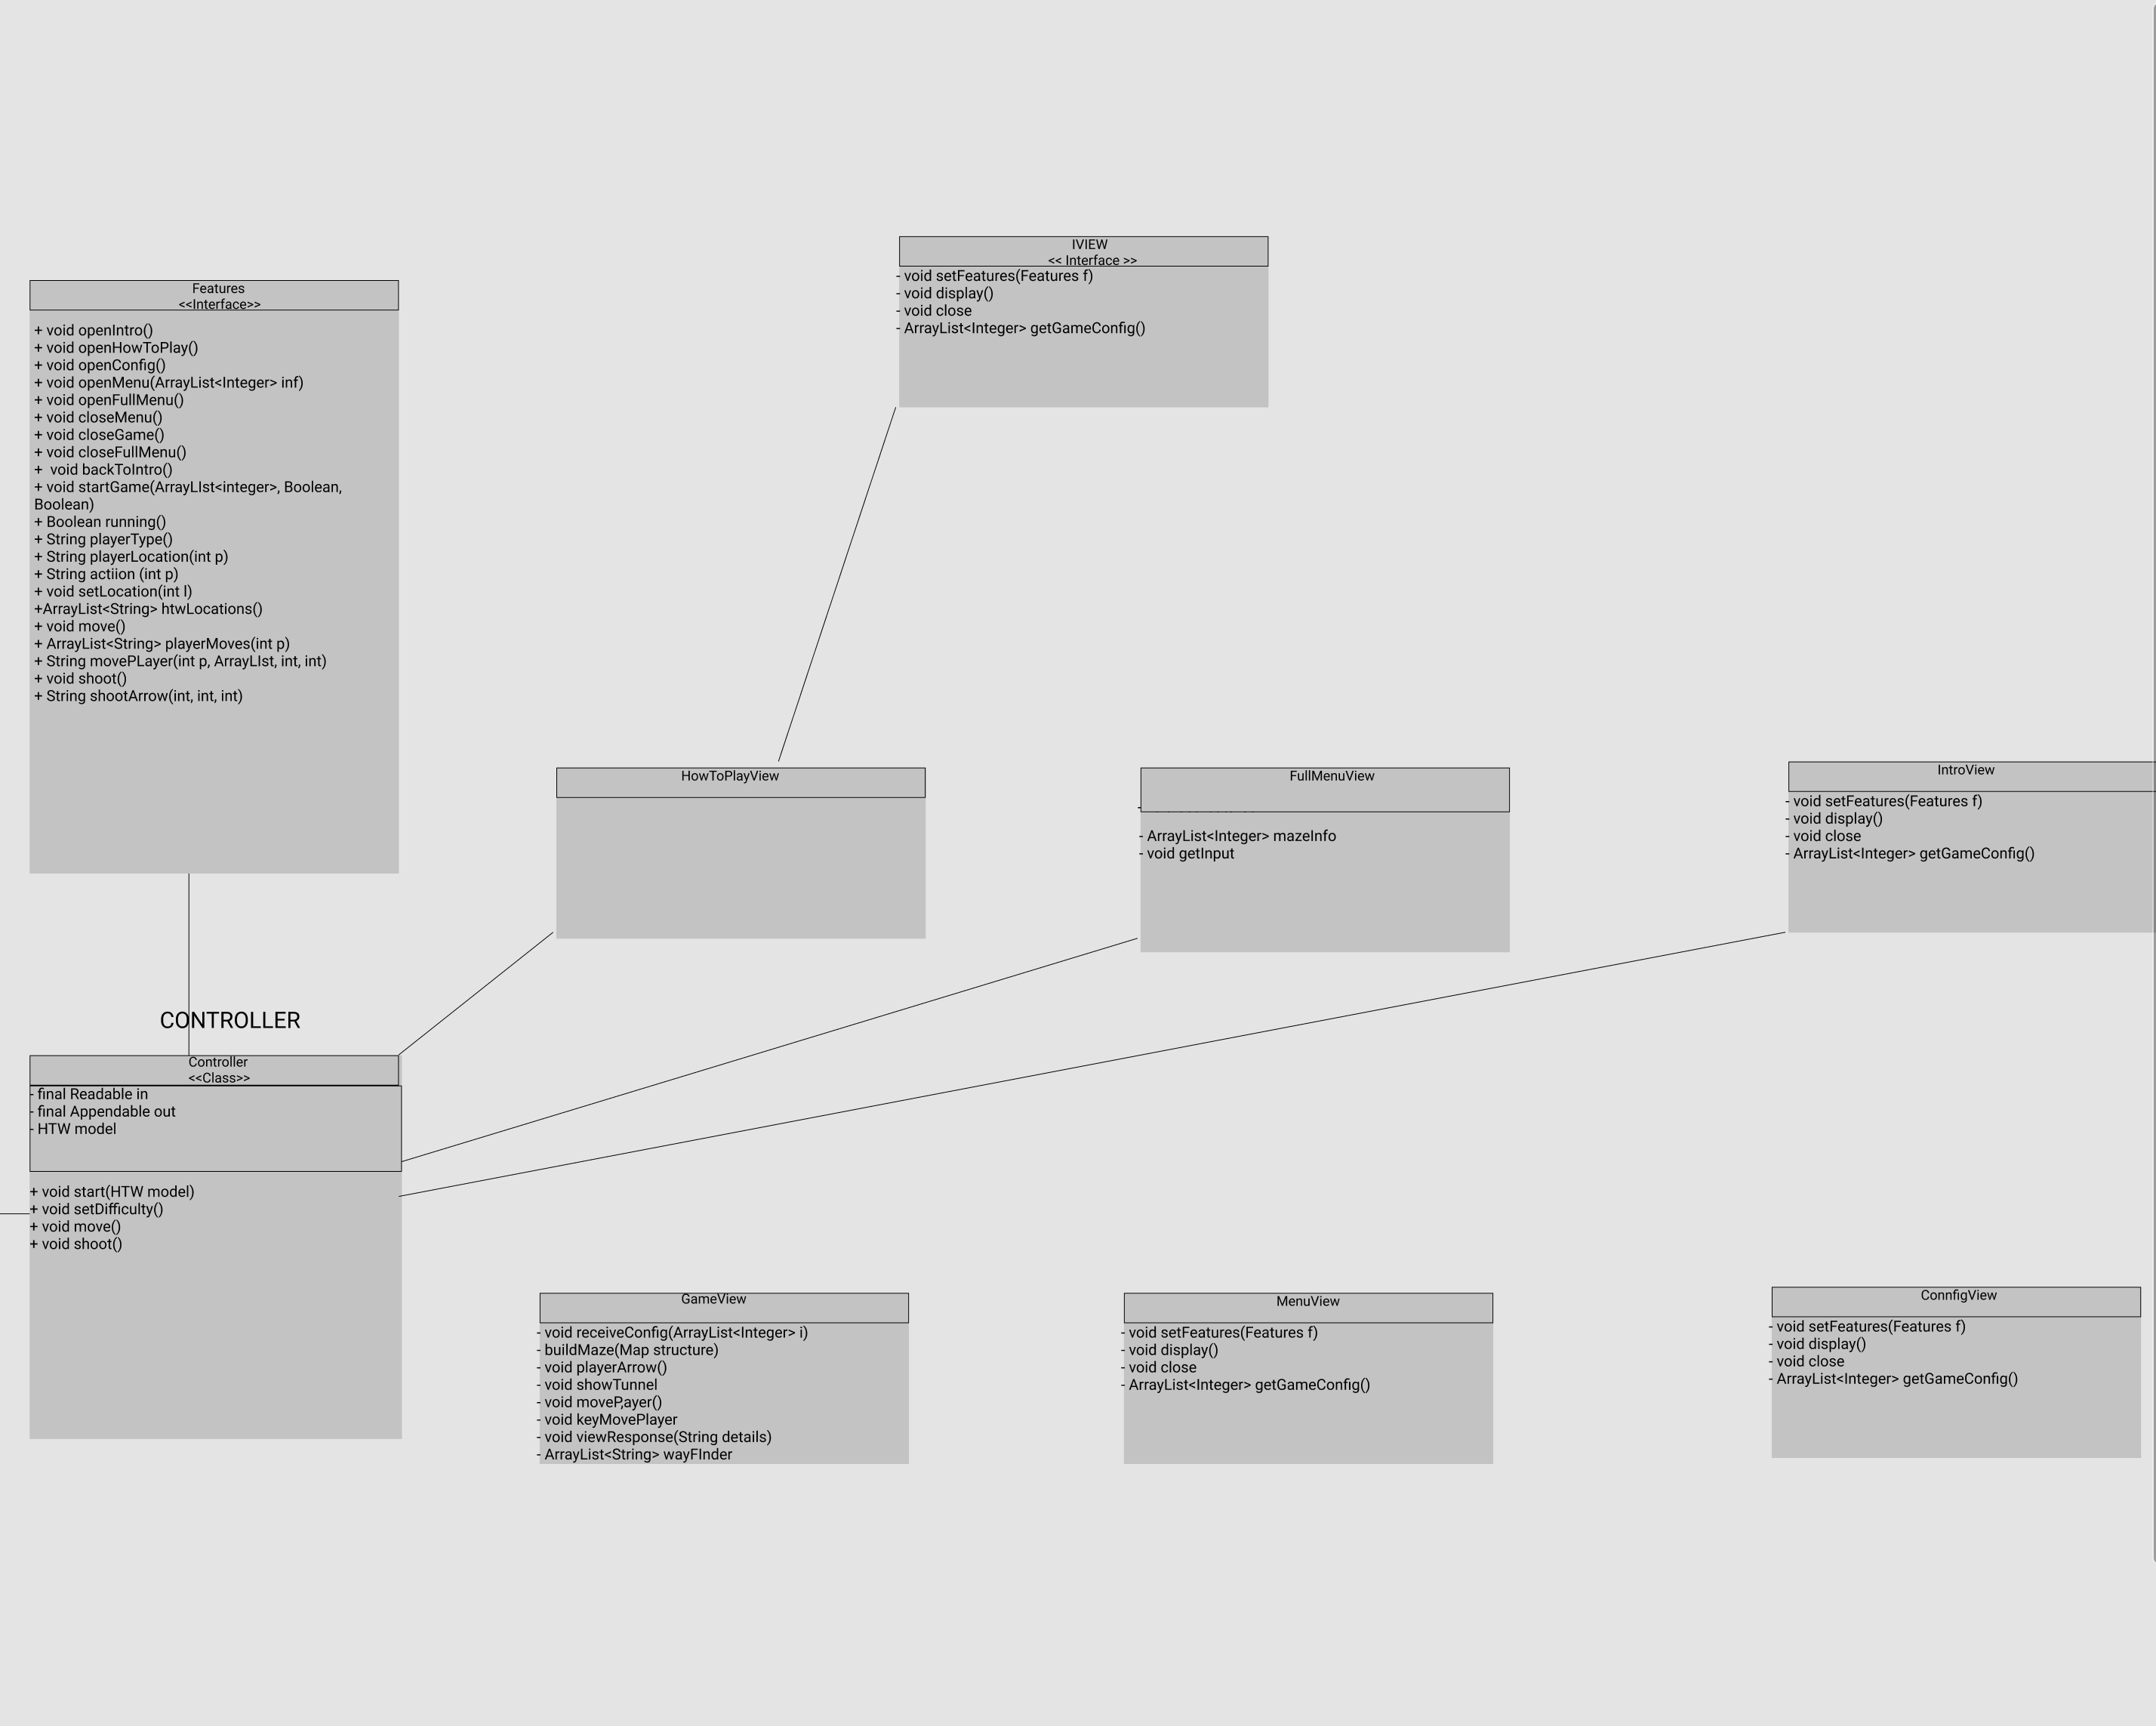 Features
<<Interface>>
+ void openIntro()
+ void openHowToPlay()
+ void openConfig()
+ void openMenu(ArrayList<Integer> inf)
+ void openFullMenu()
+ void closeMenu()
+ void closeGame()
+ void closeFullMenu()
+  void backToIntro()
+ void startGame(ArrayLIst<integer>, Boolean,
Boolean)
+ Boolean running()
+ String playerType()
+ String playerLocation(int p)
+ String actiion (int p)
+ void setLocation(int l)
+ArrayList<String> htwLocations()
+ void move()
+ ArrayList<String> playerMoves(int p)
+ String movePLayer(int p, ArrayLIst, int, int)
+ void shoot()
+ String shootArrow(int, int, int)
IVIEW
<< Interface >>
- void setFeatures(Features f)
- void display()
- void close
- ArrayList<Integer> getGameConfig()
HowToPlayView
FullMenuView
-
- ArrayList<Integer> mazeInfo
- void getInput
IntroView
- void setFeatures(Features f)
- void display()
- void close
- ArrayList<Integer> getGameConfig()
CONTROLLER
Controller
<<Class>>
- final Readable in
- final Appendable out
- HTW model
+ void start(HTW model)
+ void setDifficulty()
+ void move()
+ void shoot()
GameView
- void receiveConfig(ArrayList<Integer> i)
- buildMaze(Map structure)
- void playerArrow()
- void showTunnel
- void moveP,ayer()
- void keyMovePlayer
- void viewResponse(String details)
- ArrayList<String> wayFInder
MenuView
- void setFeatures(Features f)
- void display()
- void close
- ArrayList<Integer> getGameConfig()
ConnfigView
- void setFeatures(Features f)
- void display()
- void close
- ArrayList<Integer> getGameConfig()